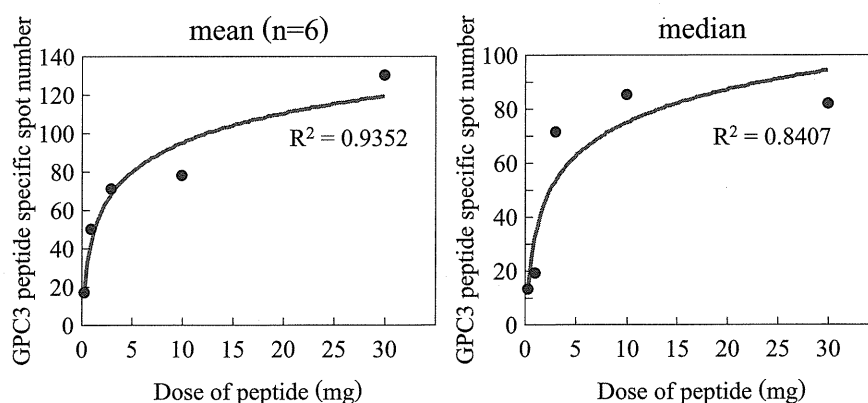 mean (n=6)
GPC3 peptide specific spot number
140
120
100
80
60
40
20
0
R² = 0.9352
0 5 10 15 20 25 30
Dose of peptide (mg)
median
GPC3 peptide specific spot number
100
80
60
40
20
0
R² = 0.8407
0 5 10 15 20 25 30
Dose of peptide (mg)